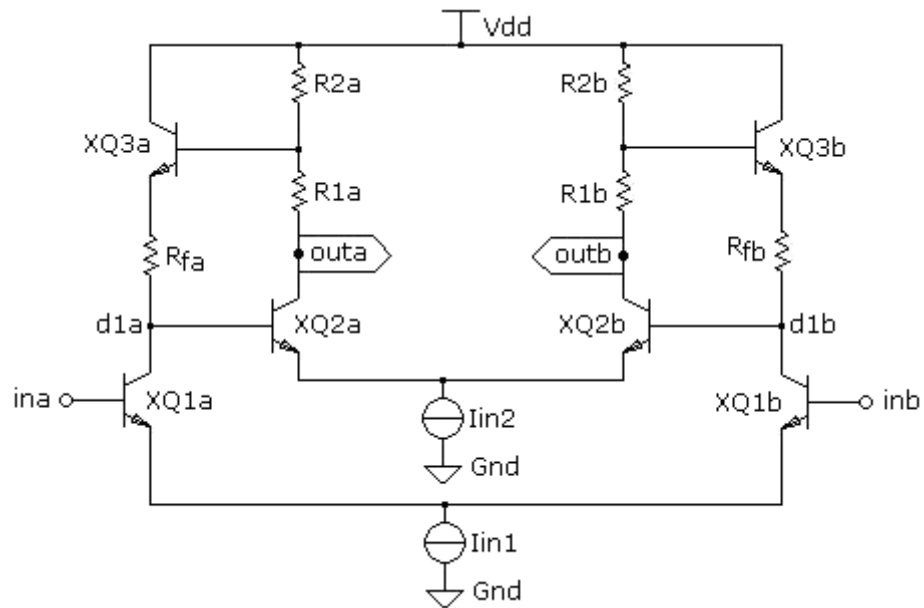 Vdd
R2a R2b
XQ3a XQ3b
R1a R1b
Rfa outa outb Rfb
d1a XQ2a XQ2b d1b
ina XQ1a XQ1b inb
Iin2
Gnd
Iin1
Gnd